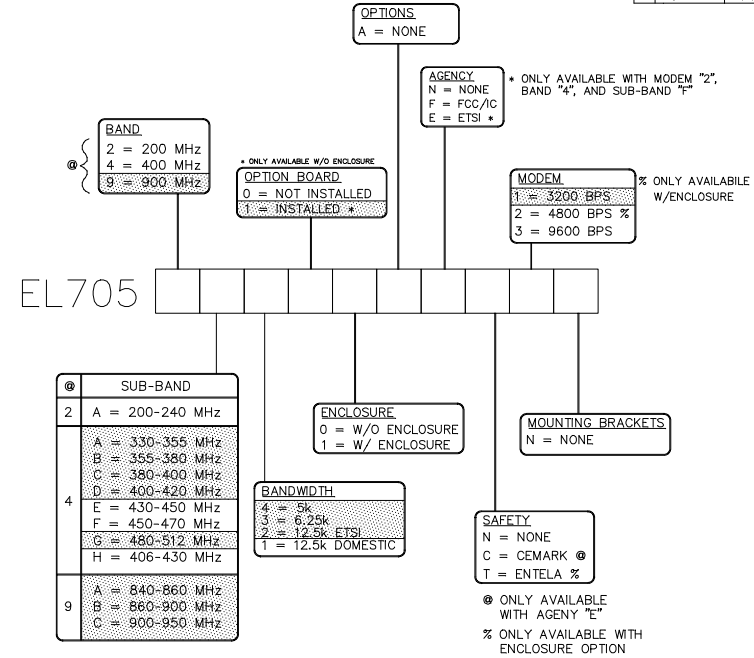 OPTIONS
A = NONE
AGENCY
N = NONE
F = FCC/IC
E = ETSI *
* ONLY AVAILABLE WITH MODEM "2",
BAND "4", AND SUB-BAND "F"
BAND
@
2 = 200 MHz
4 = 400 MHz
9 = 900 MHz
* ONLY AVAILABLE W/O ENCLOSURE
OPTION BOARD
0 = NOT INSTALLED
1 = INSTALLED *
MODEM
1 = 3200 BPS
2 = 4800 BPS %
3 = 9600 BPS
% ONLY AVAILIABLE
W/ENCLOSURE
EL705
@ SUB-BAND
2 A = 200-240 MHz
4
A = 330-355 MHz
B = 355-380 MHz
C = 380-400 MHz
D = 400-420 MHz
E = 430-450 MHz
F = 450-470 MHz
G = 480-512 MHz
H = 406-430 MHz
9
A = 840-860 MHz
B = 860-900 MHz
C = 900-950 MHz
BANDWIDTH
4 = 5k
3 = 6.25k
2 = 12.5k ETSI
1 = 12.5k DOMESTIC
ENCLOSURE
0 = W/O ENCLOSURE
1 = W/ ENCLOSURE
SAFETY
N = NONE
C = CEMARK @
T = ENTELA %
@ ONLY AVAILABLE
WITH AGENY "E"
% ONLY AVAILABLE WITH
ENCLOSURE OPTION
MOUNTING BRACKETS
N = NONE